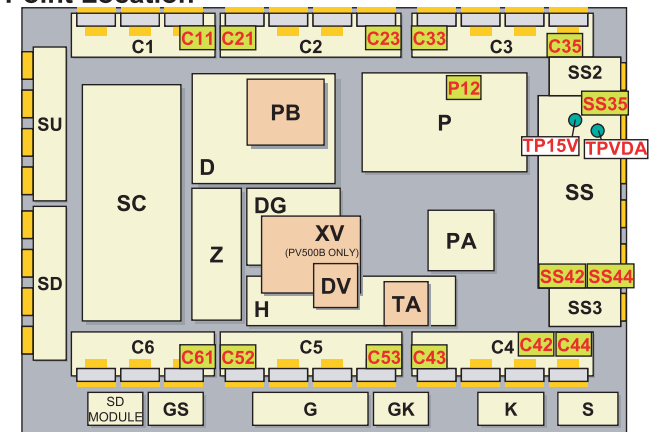 Point Location
C1 C11 C21 C2 C23 C33 C3 C35
SS2
SU
PB
P12
P
SS35
TP15V TPVDA
D
SC
DG
SS
XV
PA
Z
(PV500B ONLY)
SD
DV
SS42 SS44
H
TA
SS3
C6 C61 C52 C5 C53 C43 C4 C42 C44
SD
MODULE
GS
G
GK
K
S